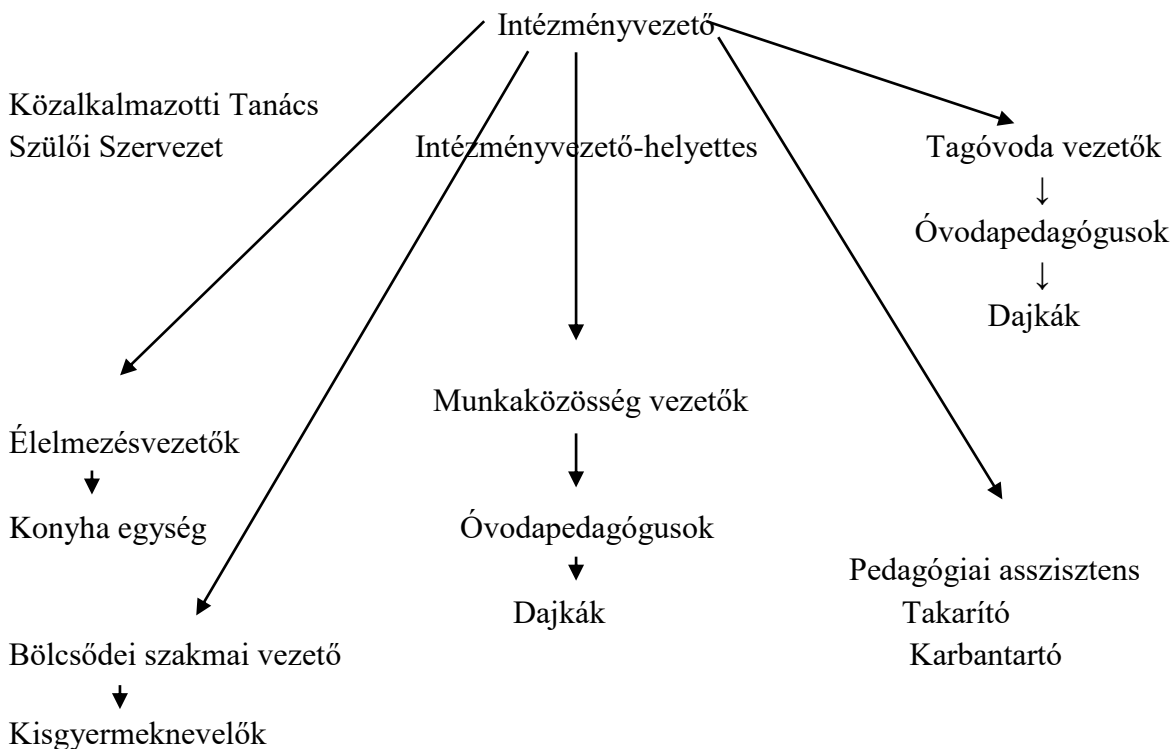 Intézményvezető
Közalkalmazotti Tanács
Szülői Szervezet
Intézményvezető-helyettes
Tagóvoda vezetők
↓
Óvodapedagógusok
↓
Dajkák
Munkaközösség vezetők
Élelmezésvezetők
Konyha egység
Óvodapedagógusok
Pedagógiai asszisztens
Dajkák
Takarító
Bölcsődei szakmai vezető
Karbantartó
Kisgyermeknevelők